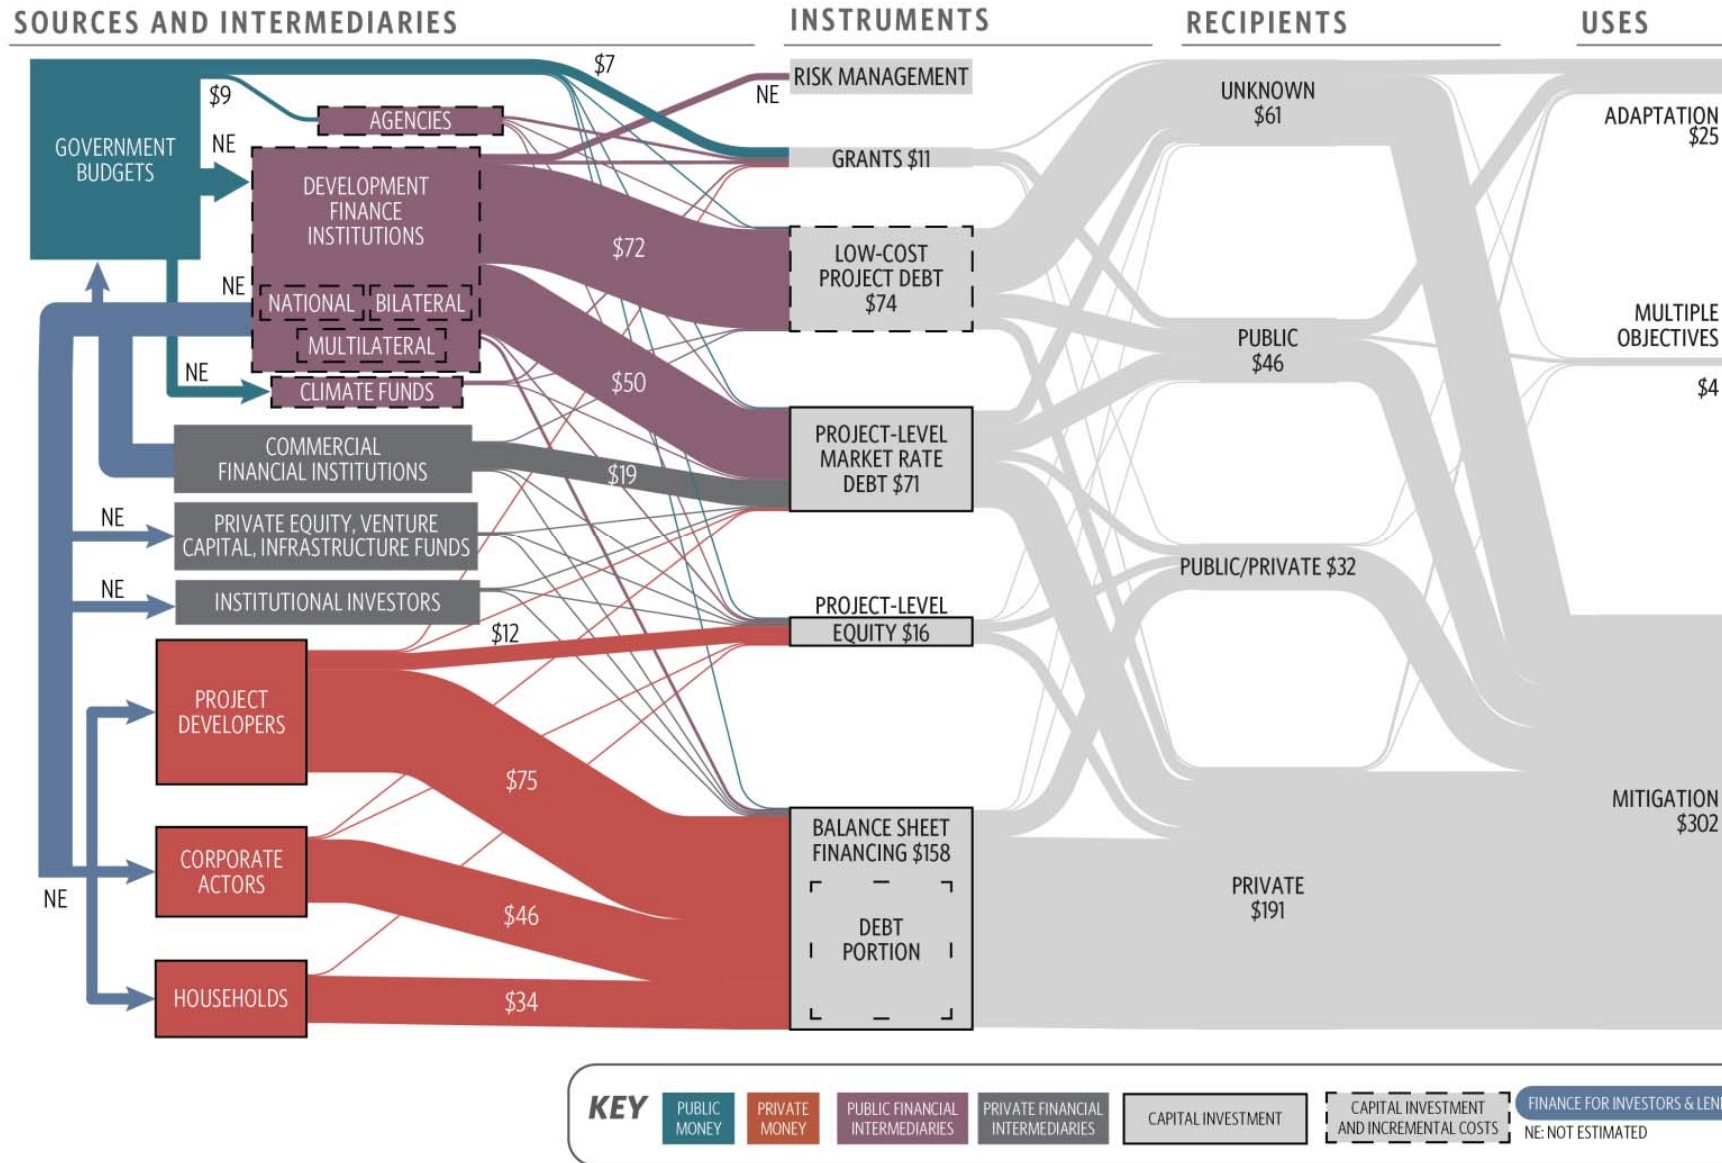 SOURCES AND INTERMEDIARIES
INSTRUMENTS
RECIPIENTS
USES
GOVERNMENT
BUDGETS
$9
NE
AGENCIES
DEVELOPMENT
FINANCE
INSTITUTIONS
NE
NATIONAL
BILATERAL
MULTILATERAL
NE
CLIMATE FUNDS
COMMERCIAL
FINANCIAL INSTITUTIONS
NE
PRIVATE EQUITY, VENTURE
CAPITAL, INFRASTRUCTURE FUNDS
NE
INSTITUTIONAL INVESTORS
PROJECT
DEVELOPERS
CORPORATE
ACTORS
NE
HOUSEHOLDS
$7
NE
$72
$50
$19
$12
$75
$46
$34
RISK MANAGEMENT
GRANTS $11
LOW-COST
PROJECT DEBT
$74
PROJECT-LEVEL
MARKET RATE
DEBT $71
PROJECT-LEVEL
EQUITY $16
BALANCE SHEET
FINANCING $158
DEBT
PORTION
UNKNOWN
$61
PUBLIC
$46
PUBLIC/PRIVATE $32
PRIVATE
$191
ADAPTATION
$25
MULTIPLE
OBJECTIVES
$4
MITIGATION
$302
KEY
PUBLIC
MONEY
PRIVATE
MONEY
PUBLIC FINANCIAL
INTERMEDIARIES
PRIVATE FINANCIAL
INTERMEDIARIES
CAPITAL INVESTMENT
CAPITAL INVESTMENT
AND INCREMENTAL COSTS
FINANCE FOR INVESTORS &
NE: NOT ESTIMATED